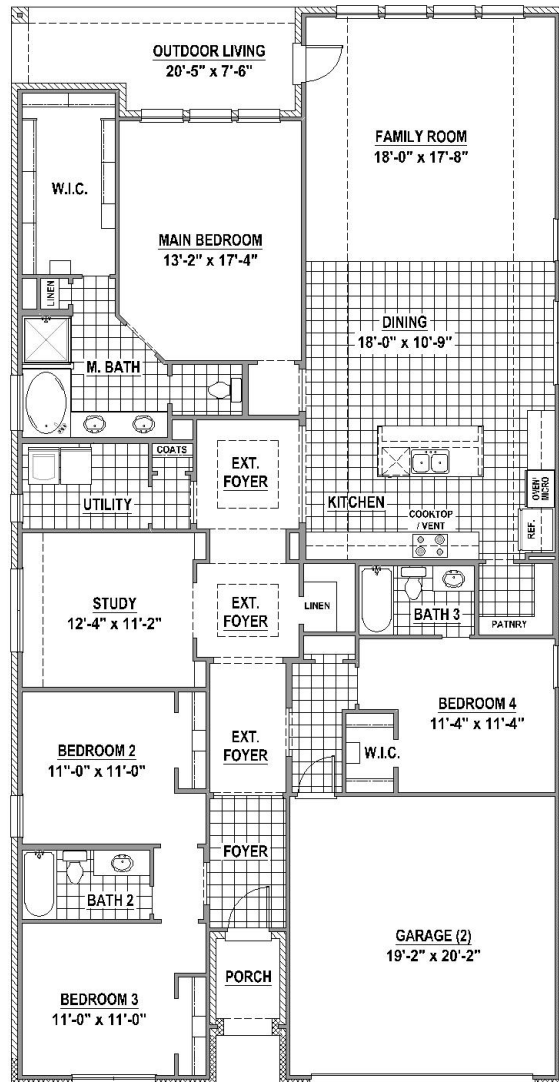 OUTDOOR LIVING
20'-5" x 7'-6"
FAMILY ROOM
18'-0" x 17'-8"
W.I.C.
MAIN BEDROOM
13'-2" x 17'-4"
LINEN
DINING
18'-0" x 10'-9"
M. BATH
COATS
EXT.
FOYER
UTILITY
KITCHEN
COOKTOP
/ VENT
OVEN/
MICRO
REF.
STUDY
12'-4" x 11'-2"
EXT.
FOYER
LINEN
BATH 3
PATNRY
BEDROOM 4
11'-4" x 11'-4"
EXT.
FOYER
W.I.C.
BEDROOM 2
11"-0" x 11'-0"
FOYER
BATH 2
GARAGE (2)
19'-2" x 20'-2"
PORCH
BEDROOM 3
11'-0" x 11'-0"